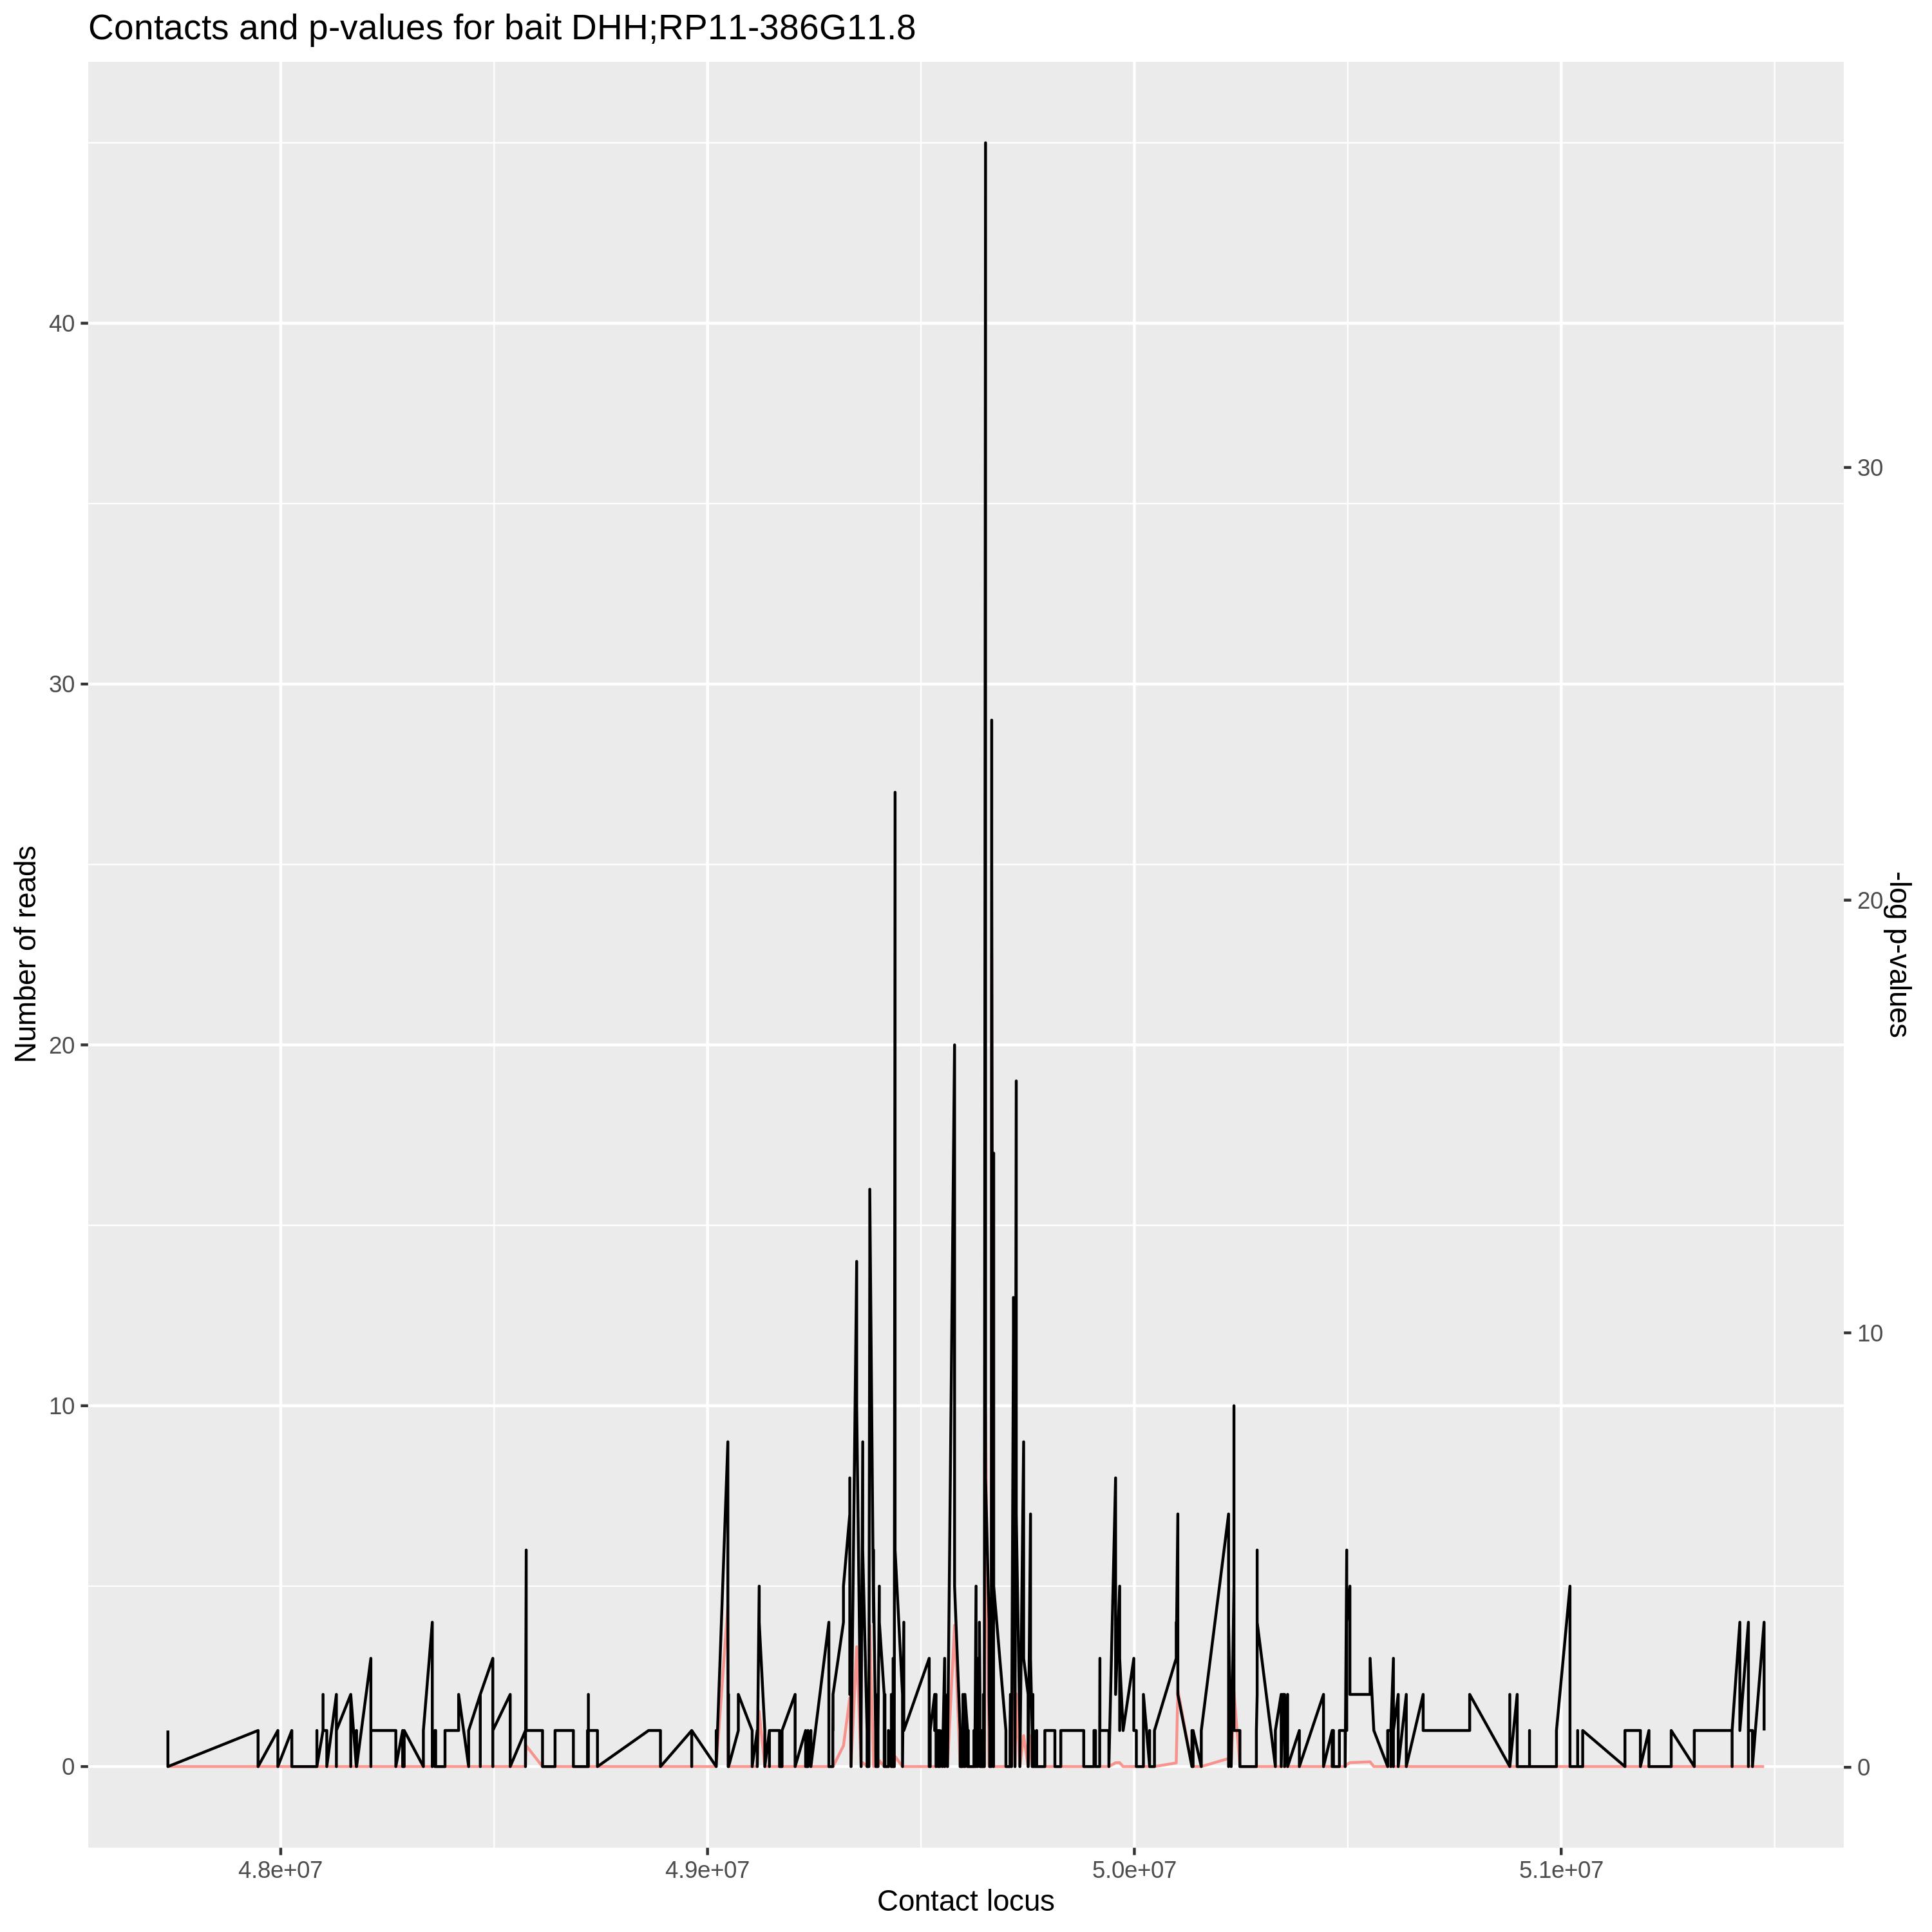 Contacts and p-values for bait DHH;RP11-386G11.8
40
30
20
10
0
Number of reads
30
20
10
0
-log p-values
4.8e+07 4.9e+07 5.0e+07 5.1e+07
Contact locus